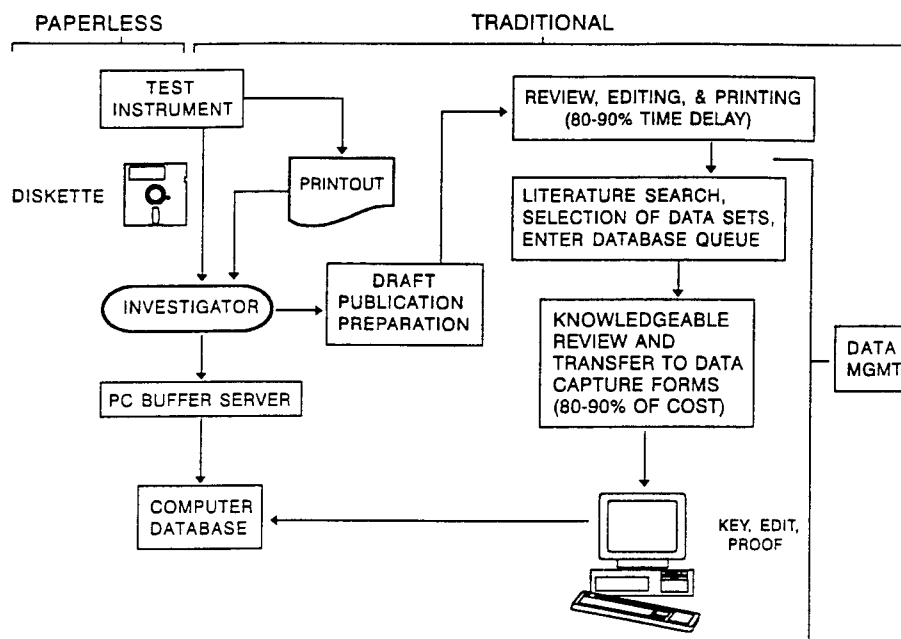 PAPERLESS
TRADITIONAL
TEST
INSTRUMENT
REVIEW, EDITING, & PRINTING
(80-90% TIME DELAY)
DISKETTE
PRINTOUT
LITERATURE SEARCH,
SELECTION OF DATA SETS,
ENTER DATABASE QUEUE
INVESTIGATOR
DRAFT
PUBLICATION
PREPARATION
KNOWLEDGEABLE
REVIEW AND
TRANSFER TO DATA
CAPTURE FORMS
(80-90% OF COST)
DATA
MGMT
PC BUFFER SERVER
COMPUTER
DATABASE
KEY, EDIT,
PROOF